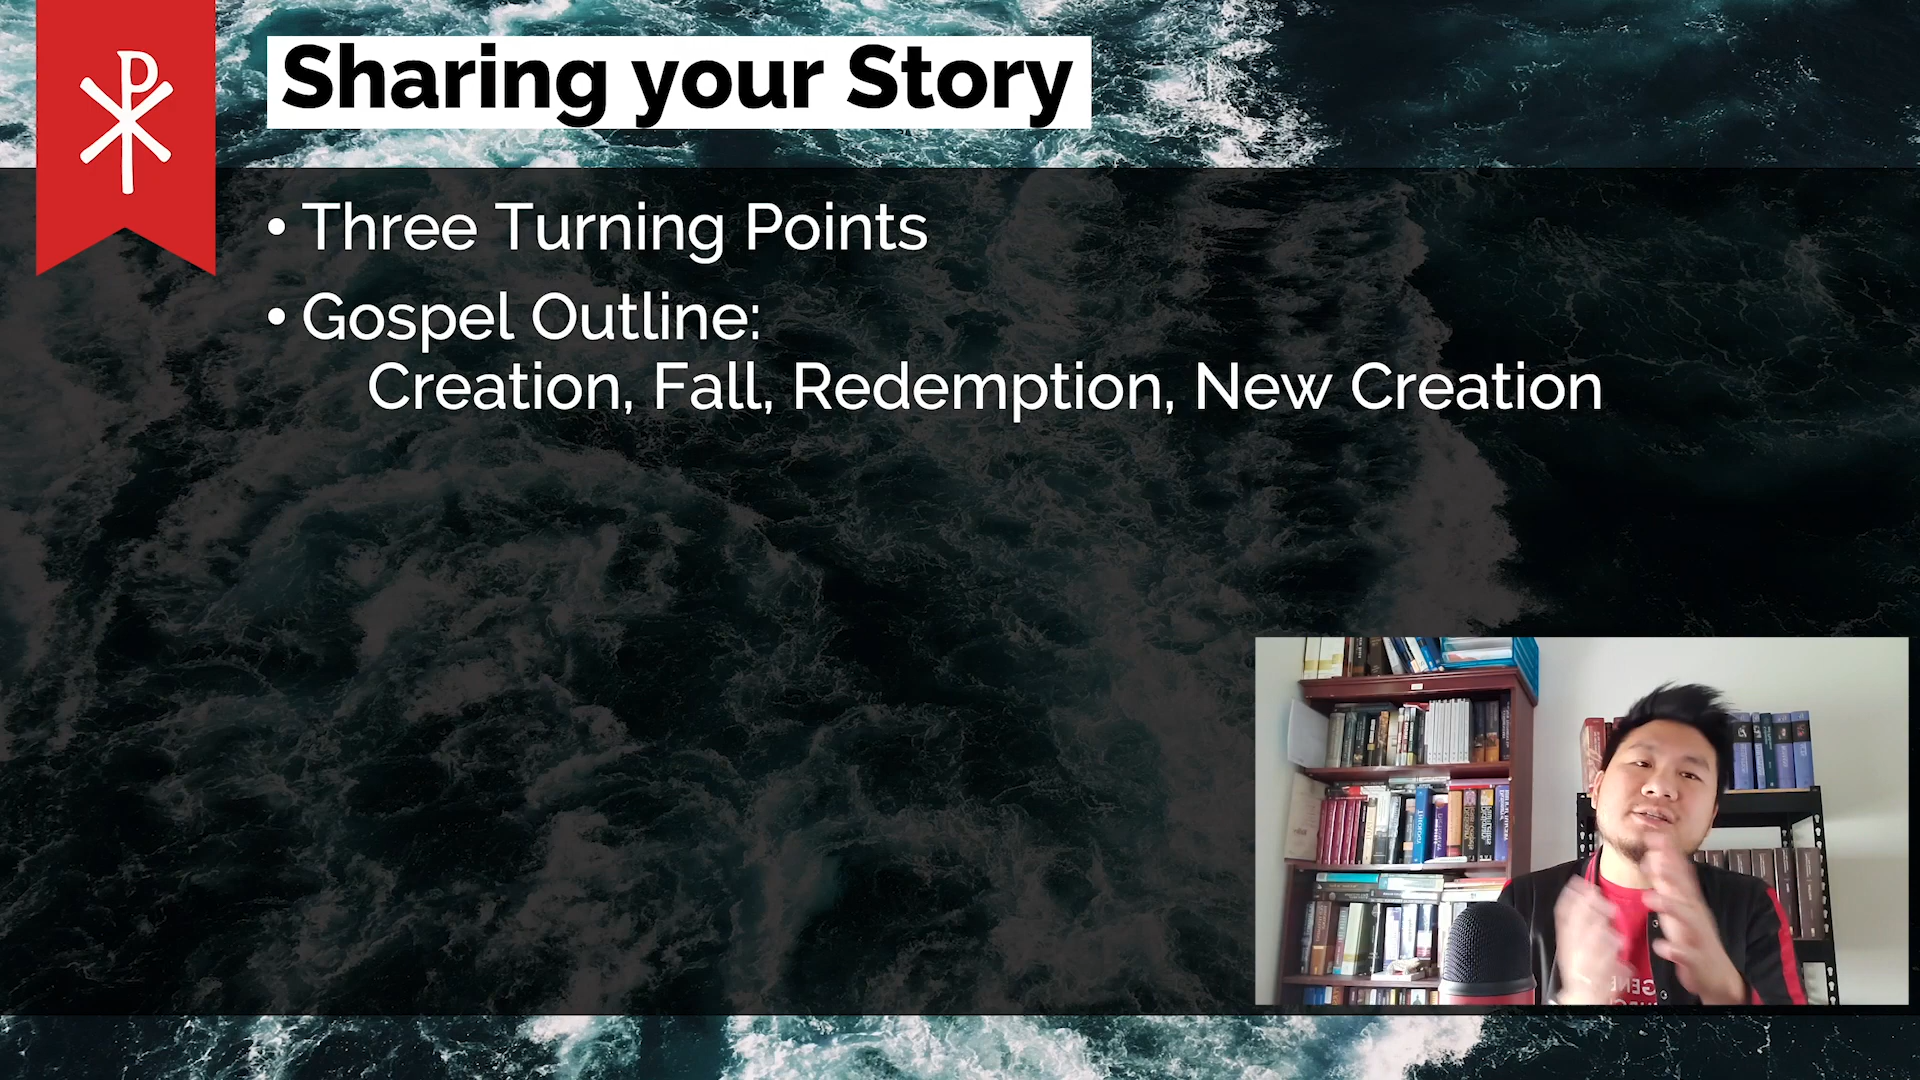 Sharing your Story
• Three Turning Points
• Gospel Outline:
Creation, Fall, Redemption, New Creation